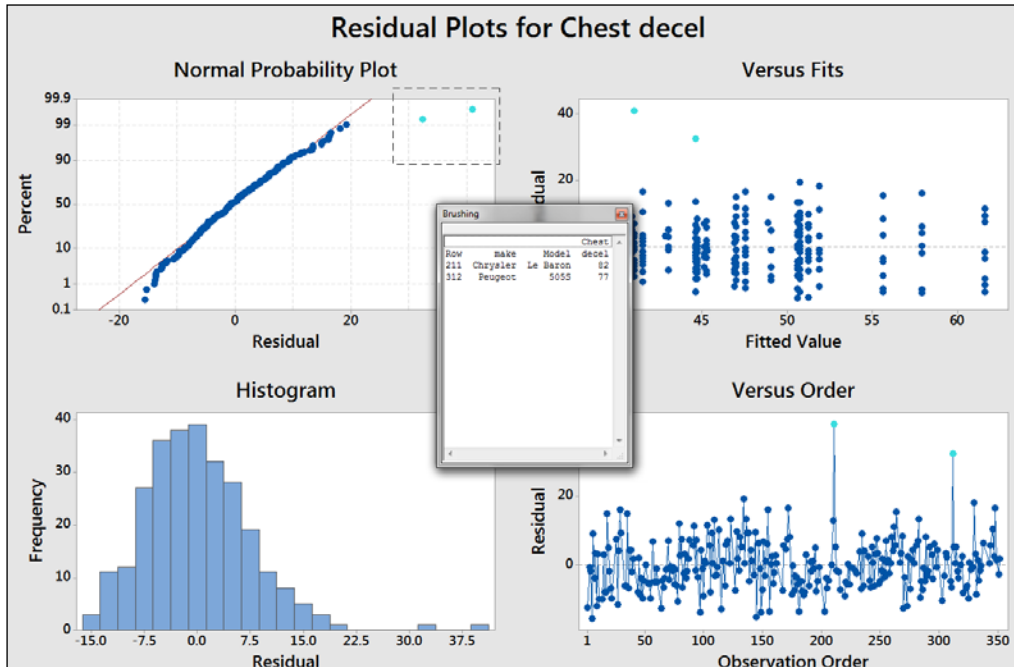 Residual Plots for Chest decel
Normal Probability Plot
99.9
99
90
50
10
1
0.1
Percent
-20 0 20
Residual
Versus Fits
40
20
45 50 55 60
Fitted Value
Brushing
Chest
Row make Model decel
211 Chrysler Le Baron 82
312 Peugeot 5055 77
Histogram
40
30
20
10
0
Frequency
-15.0 -7.5 0.0 7.5 15.0 22.5 30.0 37.5
Residual
Versus Order
20
0
Residual
1 50 100 150 200 250 300 350
Observation Order